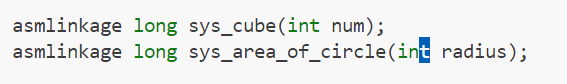 asmlinkage long sys_cube(int num);
asmlinkage long sys_area_of_circle(int radius);